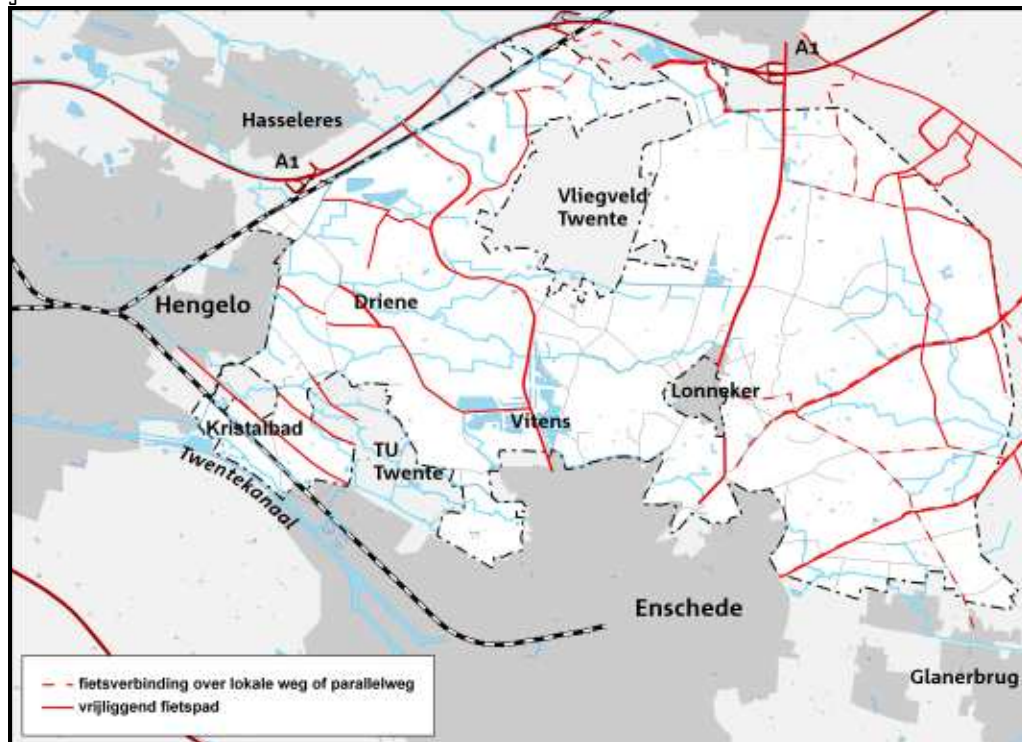 A1
Hasseleres
A1
Vliegveld
Twente
Hengelo
Driene
Lonneker
Kristalbad
Vitens
TU
Twente
Twentekanaal
Enschede
Glanerbrug
fietsverbinding over lokale weg of parallelweg
vrijliggend fietspad